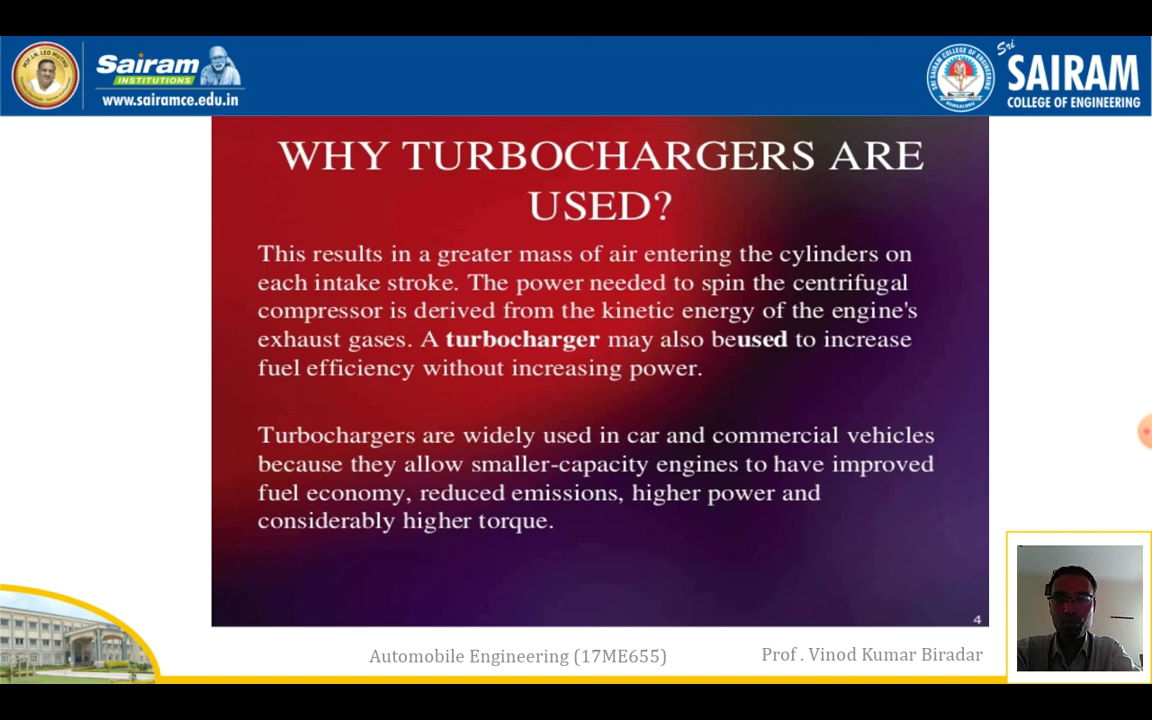 Sairam
INSTITUTIONS
www.sairamce.edu.in
Sri
SAIRAM
COLLEGE OF ENGINEERING
WHY TURBOCHARGERS ARE
USED?
This results in a greater mass of air entering the cylinders on
each intake stroke. The power needed to spin the centrifugal
compressor is derived from the kinetic energy of the engine's
exhaust gases. A turbocharger may also beused to increase
fuel efficiency without increasing power.
Turbochargers are widely used in car and commercial vehicles
because they allow smaller-capacity engines to have improved
fuel economy, reduced emissions, higher power and
considerably higher torque.
4
Automobile Engineering (17ME655)
Prof . Vinod Kumar Biradar